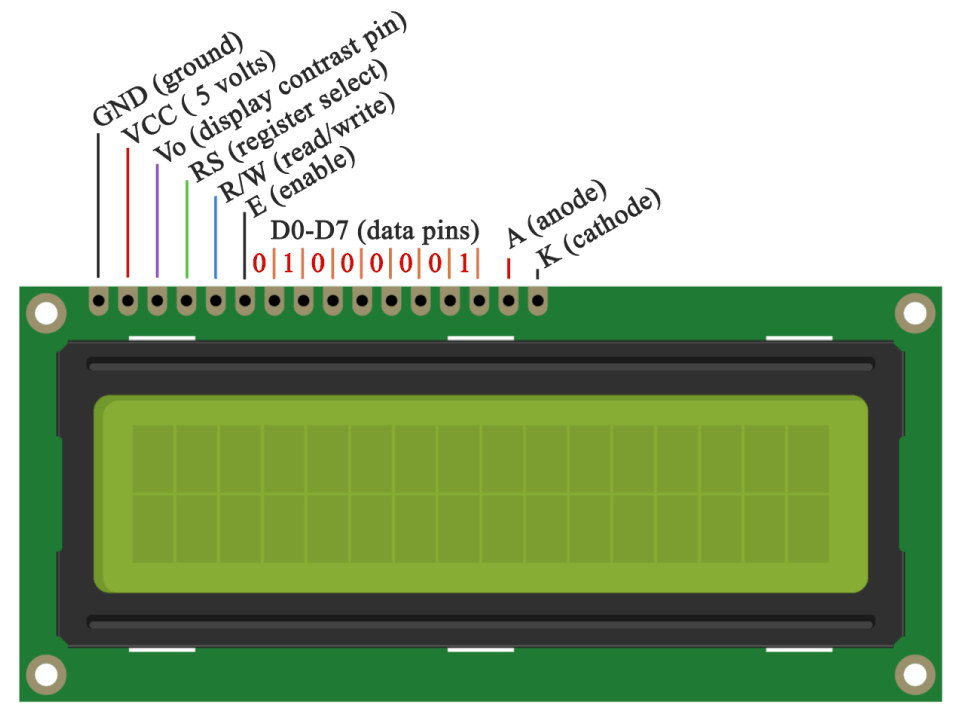 GND (ground)
VCC ( 5 volts)
Vo (display contrast pin)
RS (register select)
R/W (read/write)
E (enable)
D0-D7 (data pins)
0 1 0 0 0 0 0 1
A (anode)
K (cathode)